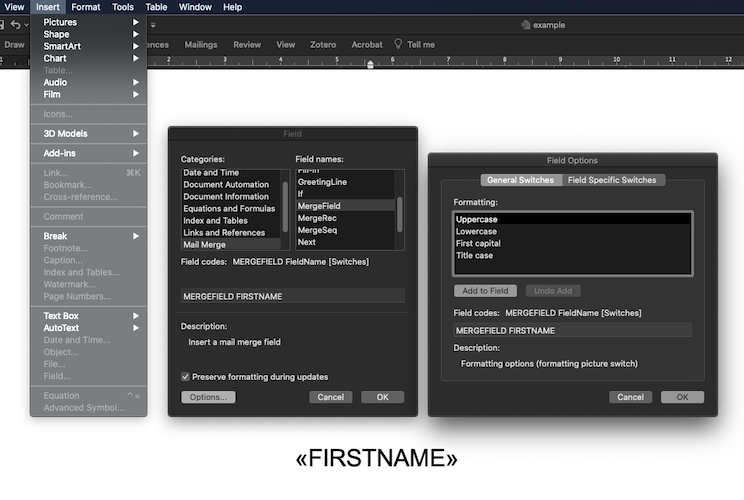 View Insert Format Tools Table Window Help
example
Draw
ences Mailings Review View Zotero Acrobat Tell me
1 2 3 4 5 6 7
Pictures
Shape
SmartArt
Chart
Table...
Audio
Film
Icons...
3D Models
Add-ins
Link... ⌘K
Bookmark...
Cross-reference...
Comment
Break
Footnote...
Caption...
Index and Tables...
Watermark...
Page Numbers...
Text Box
AutoText
Date and Time...
Object...
File...
Field...
Equation ^ =
Advanced Symbol...
Field
Categories:
Date and Time
Document Automation
Document Information
Equations and Formulas
Index and Tables
Links and References
Mail Merge
Field names:
Fill-in
GreetingLine
If
MergeField
MergeRec
MergeSeq
Next
Field codes: MERGEFIELD FieldName [Switches]
MERGEFIELD FIRSTNAME
Description:
Insert a mail merge field
Preserve formatting during updates
Options... Cancel OK
Field Options
General Switches Field Specific Switches
Formatting:
Uppercase
Lowercase
First capital
Title case
Add to Field Undo Add
Field codes: MERGEFIELD FieldName [Switches]
MERGEFIELD FIRSTNAME
Description:
Formatting options (formatting picture switch)
Cancel OK
«FIRSTNAME»